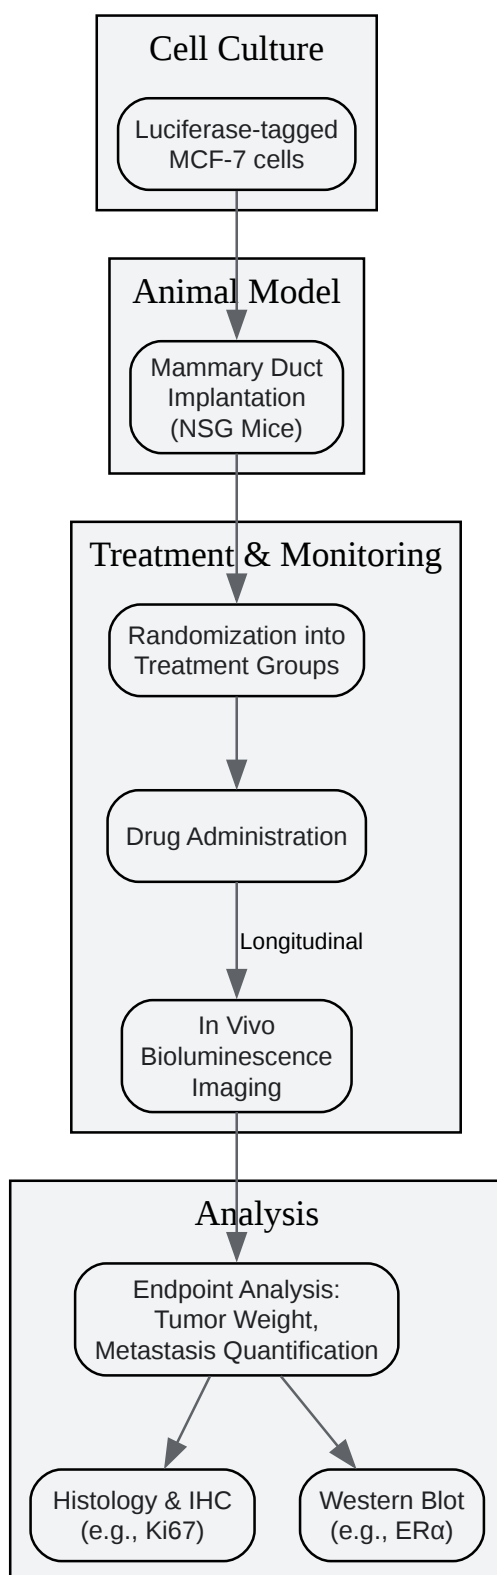 Cell Culture
Luciferase-tagged
MCF-7 cells
Animal Model
Mammary Duct
Implantation
(NSG Mice)
Treatment & Monitoring
Randomization into
Treatment Groups
Drug Administration
Longitudinal
In Vivo
Bioluminescence
Imaging
Analysis
Endpoint Analysis:
Tumor Weight,
Metastasis Quantification
Histology & IHC
(e.g., Ki67)
Western Blot
(e.g., ERα)